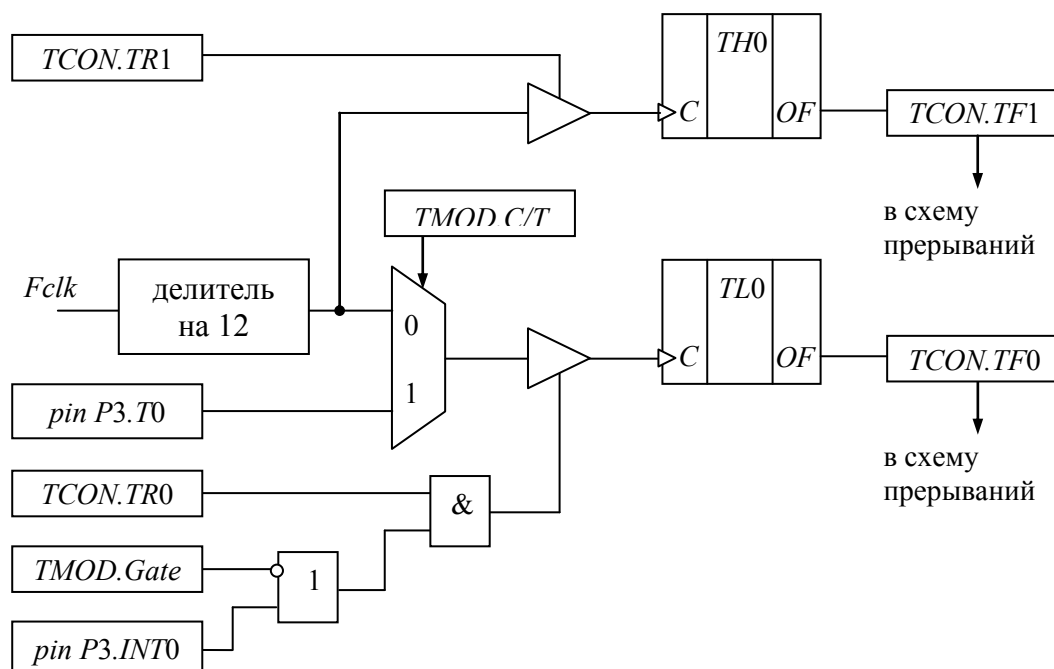 TCON.TR1
TH0
C
OF
TCON.TF1
в схему
прерываний
TMOD.C/T
Fclk
делитель
на 12
0
1
TL0
C
OF
TCON.TF0
в схему
прерываний
pin P3.T0
TCON.TR0
&
TMOD.Gate
1
pin P3.INT0